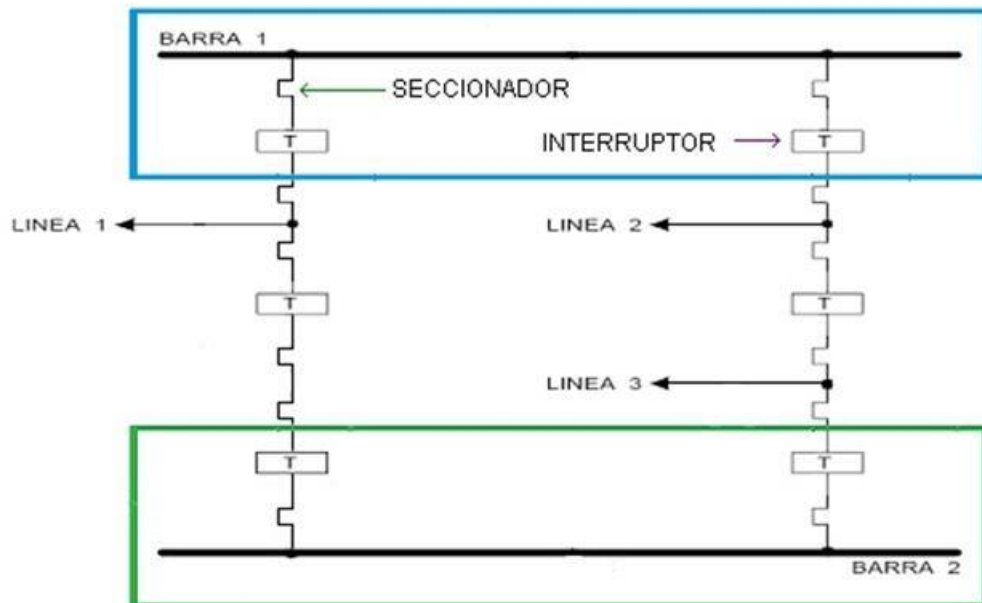 BARRA 1
SECCIONADOR
T
INTERRUPTOR
T
LINEA 1
LINEA 2
T
T
LINEA 3
T
T
BARRA 2